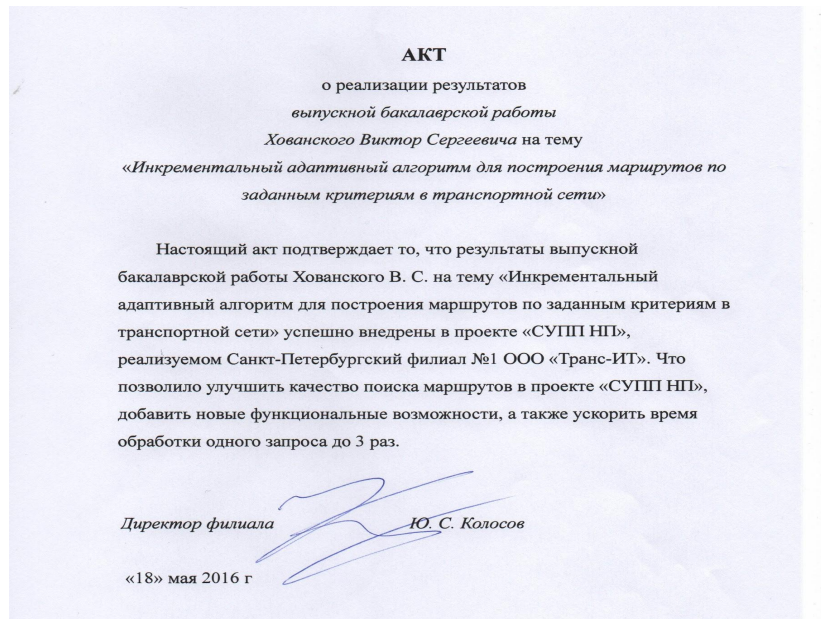 АКТ
о реализации результатов
выпускной бакалаврской работы
Хованского Виктор Сергеевича на тему
«Инкрементальный адаптивный алгоритм для построения маршрутов по
заданным критериям в транспортной сети»
Настоящий акт подтверждает то, что результаты выпускной
бакалаврской работы Хованского В. С. на тему «Инкрементальный
адаптивный алгоритм для построения маршрутов по заданным критериям в
транспортной сети» успешно внедрены в проекте «СУПП НП»,
реализуемом Санкт-Петербургский филиал №1 ООО «Транс-ИТ». Что
позволило улучшить качество поиска маршрутов в проекте «СУПП НП»,
добавить новые функциональные возможности, а также ускорить время
обработки одного запроса до 3 раз.
Директор филиала Ю. С. Колосов
«18» мая 2016 г